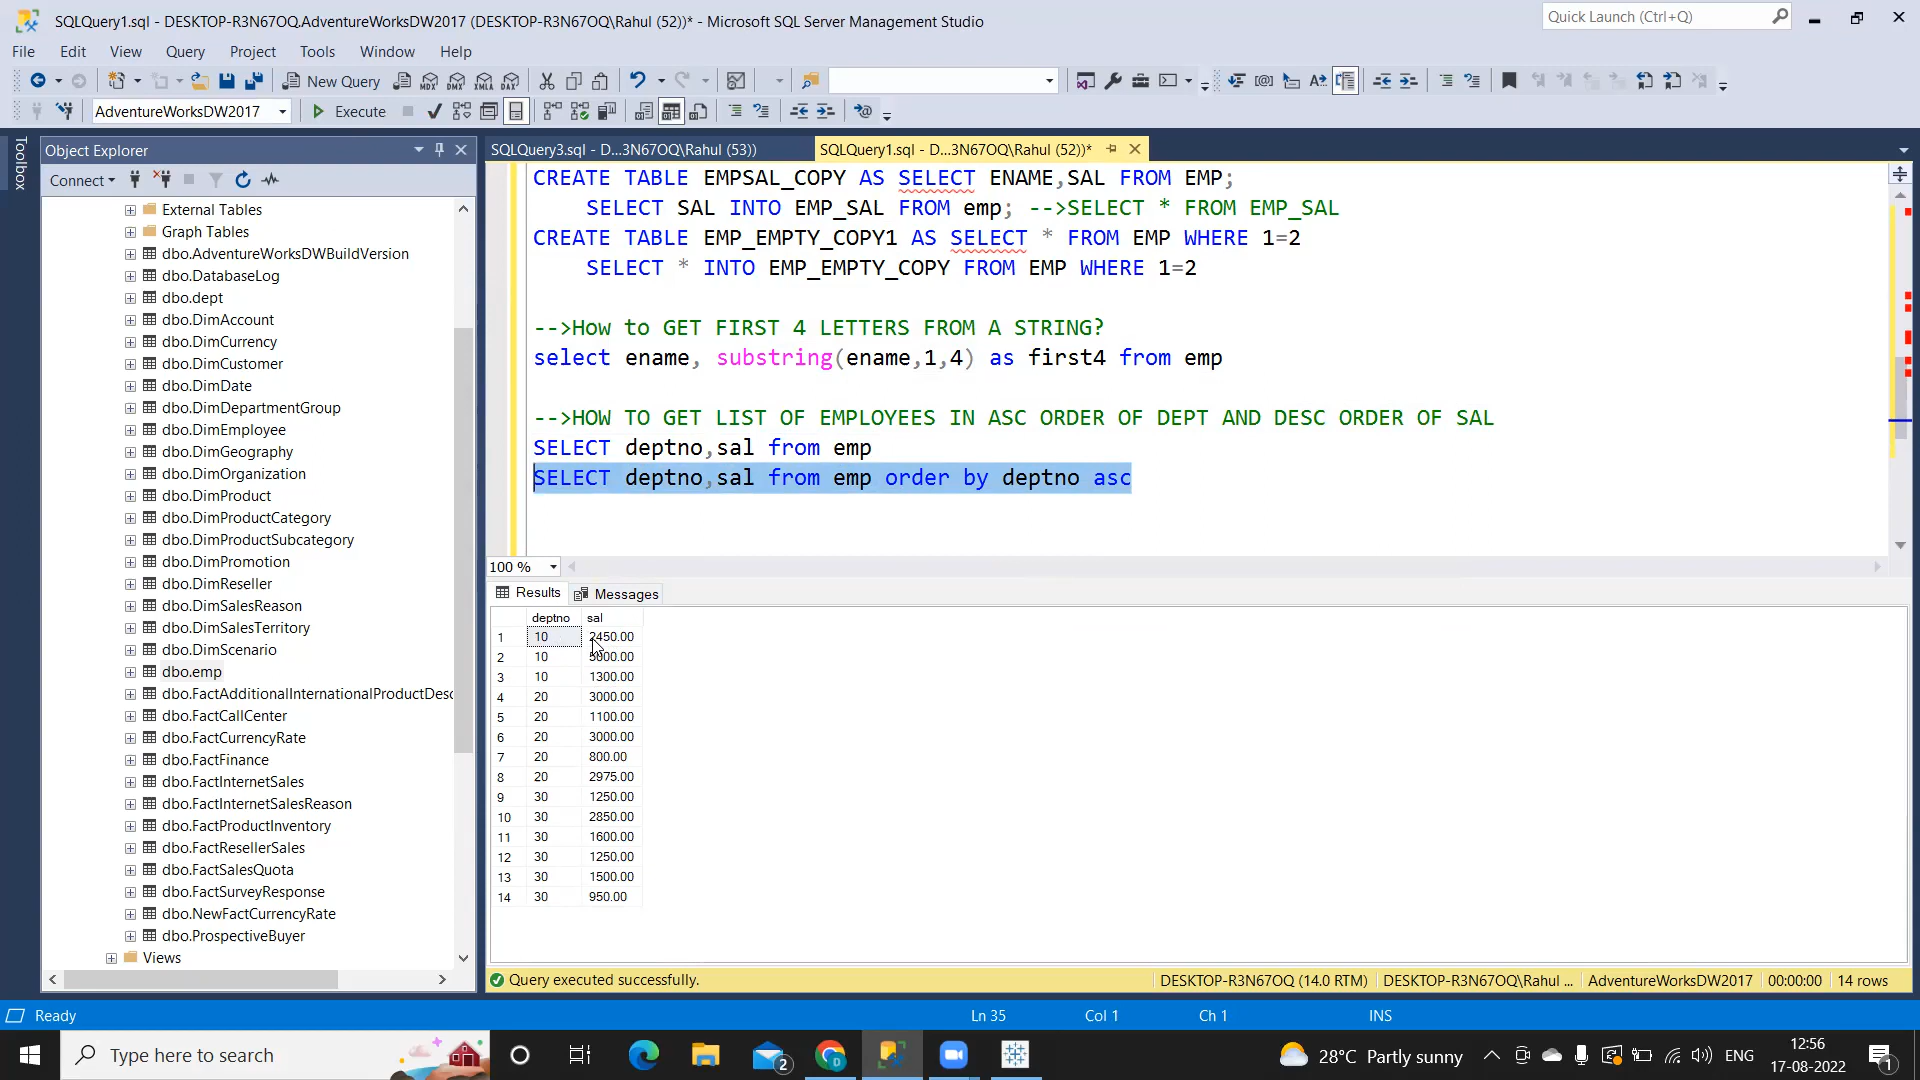 SQLQuery1.sql - DESKTOP-R3N67OQ.AdventureWorksDW2017 (DESKTOP-R3N67OQ\Rahul (52))* - Microsoft SQL Server Management Studio
Quick Launch (Ctrl+Q)
File Edit View Query Project Tools Window Help
New Query
MDX DMX XMLA DAX
AdventureWorksDW2017
Execute
Toolbox
Object Explorer
SQLQuery3.sql - D...3N67OQ\Rahul (53))
SQLQuery1.sql - D...3N67OQ\Rahul (52))*
Connect
External Tables
Graph Tables
dbo.AdventureWorksDWBuildVersion
dbo.DatabaseLog
dbo.dept
dbo.DimAccount
dbo.DimCurrency
dbo.DimCustomer
dbo.DimDate
dbo.DimDepartmentGroup
dbo.DimEmployee
dbo.DimGeography
dbo.DimOrganization
dbo.DimProduct
dbo.DimProductCategory
dbo.DimProductSubcategory
dbo.DimPromotion
dbo.DimReseller
dbo.DimSalesReason
dbo.DimSalesTerritory
dbo.DimScenario
dbo.emp
dbo.FactAdditionalInternationalProductDesc
dbo.FactCallCenter
dbo.FactCurrencyRate
dbo.FactFinance
dbo.FactInternetSales
dbo.FactInternetSalesReason
dbo.FactProductInventory
dbo.FactResellerSales
dbo.FactSalesQuota
dbo.FactSurveyResponse
dbo.NewFactCurrencyRate
dbo.ProspectiveBuyer
Views
CREATE TABLE EMPSAL_COPY AS SELECT ENAME,SAL FROM EMP;
SELECT SAL INTO EMP_SAL FROM emp; -->SELECT * FROM EMP_SAL
CREATE TABLE EMP_EMPTY_COPY1 AS SELECT * FROM EMP WHERE 1=2
SELECT * INTO EMP_EMPTY_COPY FROM EMP WHERE 1=2
-->How to GET FIRST 4 LETTERS FROM A STRING?
select ename, substring(ename,1,4) as first4 from emp
-->HOW TO GET LIST OF EMPLOYEES IN ASC ORDER OF DEPT AND DESC ORDER OF SAL
SELECT deptno,sal from emp
SELECT deptno,sal from emp order by deptno asc
100 %
Results Messages
deptno sal
1 10 2450.00
2 10 5000.00
3 10 1300.00
4 20 3000.00
5 20 1100.00
6 20 3000.00
7 20 800.00
8 20 2975.00
9 30 1250.00
10 30 2850.00
11 30 1600.00
12 30 1250.00
13 30 1500.00
14 30 950.00
Query executed successfully.
DESKTOP-R3N67OQ (14.0 RTM) DESKTOP-R3N67OQ\Rahul ... AdventureWorksDW2017 00:00:00 14 rows
Ready Ln 35 Col 1 Ch 1 INS
Type here to search
2
28°C Partly sunny
ENG
12:56
17-08-2022
1